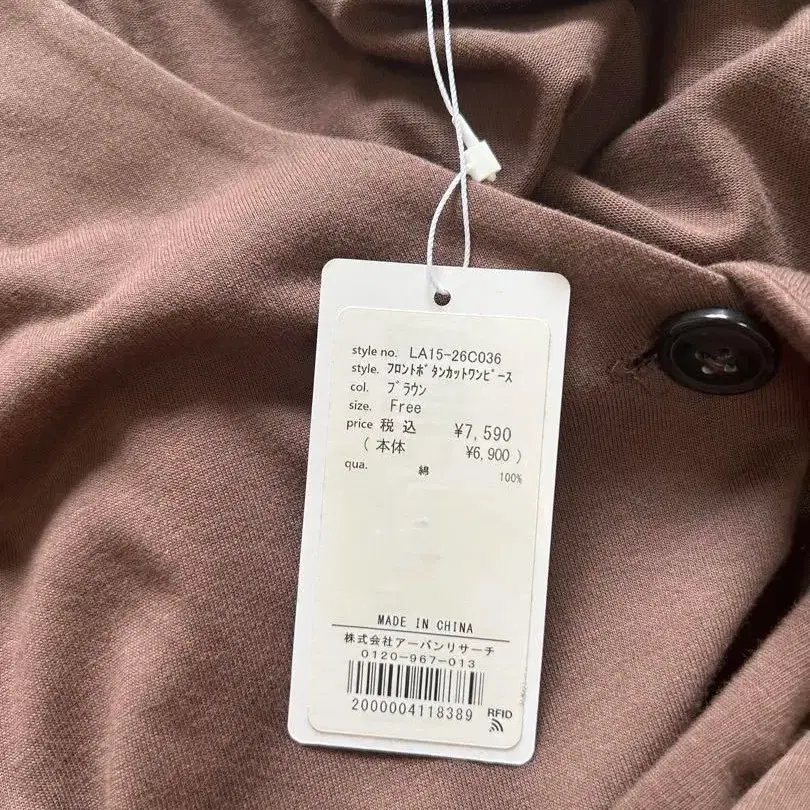 style no. LA15-26C036
style. ﾌﾛﾝﾄﾎﾞﾀﾝｶｯﾄﾜﾝﾋﾟｰｽ
col. ﾌﾞﾗｳﾝ
size. Free
price 税込 ¥7,590
(本体 ¥6,900)
qua. 綿 100%
MADE IN CHINA
株式会社アーバンリサーチ
0120-967-013
2000004118389
RFID